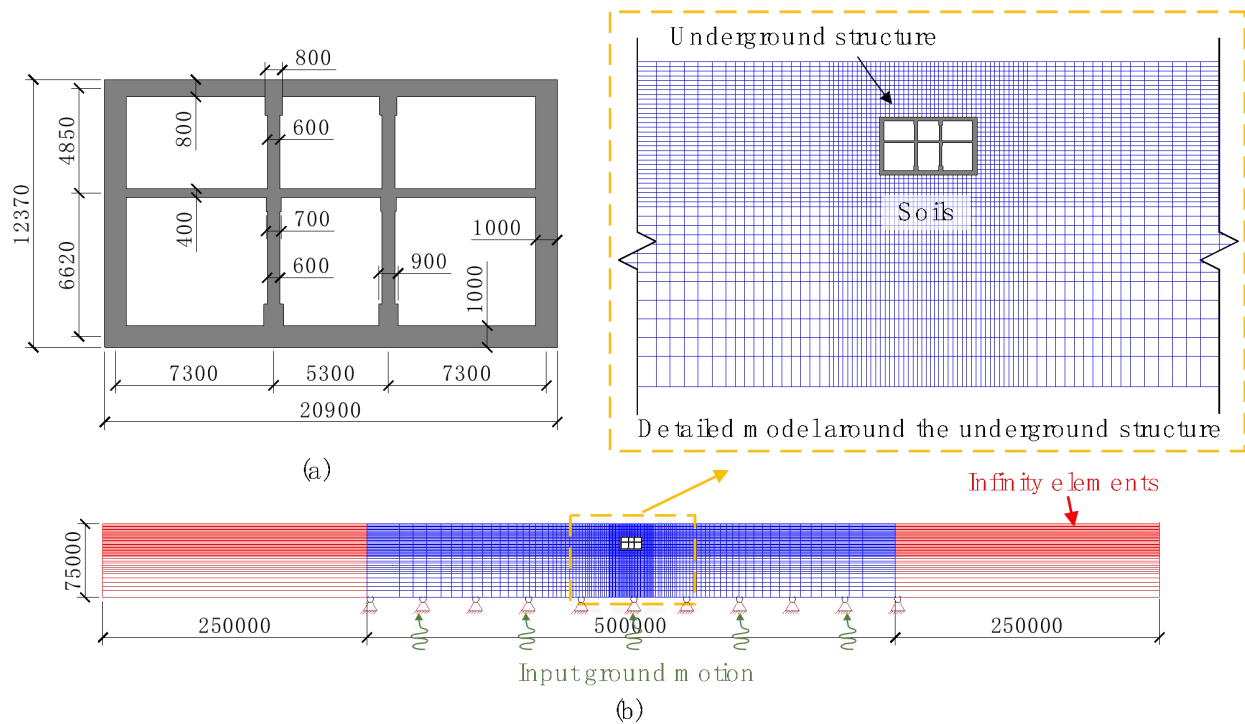 800
4850
800
600
12370
6620
400
700
1000
600
900
1000
7300
5300
7300
20900
(a)
Underground structure
Soils
Detailed model around the underground structure
Infinity elements
75000
250000
500000
250000
Input ground motion
(b)